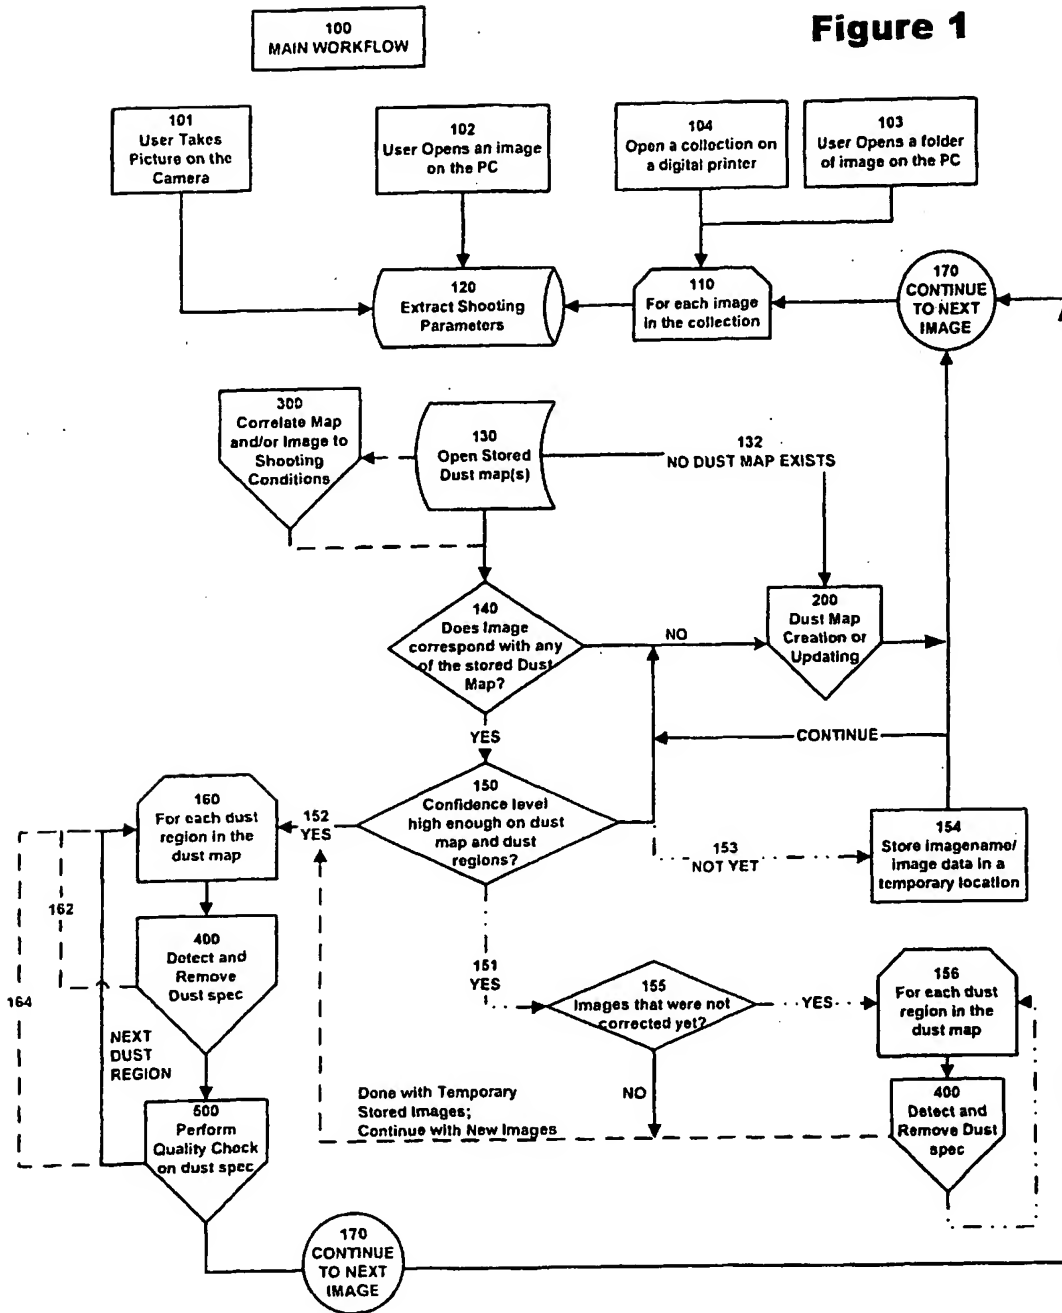 Figure 1
100
MAIN WORKFLOW
101
User Takes
Picture on the
Camera
102
User Opens an image
on the PC
104
Open a collection on
a digital printer
103
User Opens a folder
of image on the PC
120
Extract Shooting
Parameters
110
For each image
in the collection
170
CONTINUE
TO NEXT
IMAGE
300
Correlate Map
and/or Image to
Shooting
Conditions
130
Open Stored
Dust map(s)
132
NO DUST MAP EXISTS
140
Does Image
correspond with any
of the stored Dust
Map?
NO
200
Dust Map
Creation or
Updating
YES
CONTINUE
150
Confidence level
high enough on dust
map and dust
regions?
152
YES
160
For each dust
region in the
dust map
153
NOT YET
154
Store imagename/
image data in a
temporary location
162
164
400
Detect and
Remove
Dust spec
151
YES
155
Images that were not
corrected yet?
YES
156
For each dust
region in the
dust map
NEXT
DUST
REGION
NO
Done with Temporary
Stored Images;
Continue with New Images
400
Detect and
Remove Dust
spec
500
Perform
Quality Check
on dust spec
170
CONTINUE
TO NEXT
IMAGE